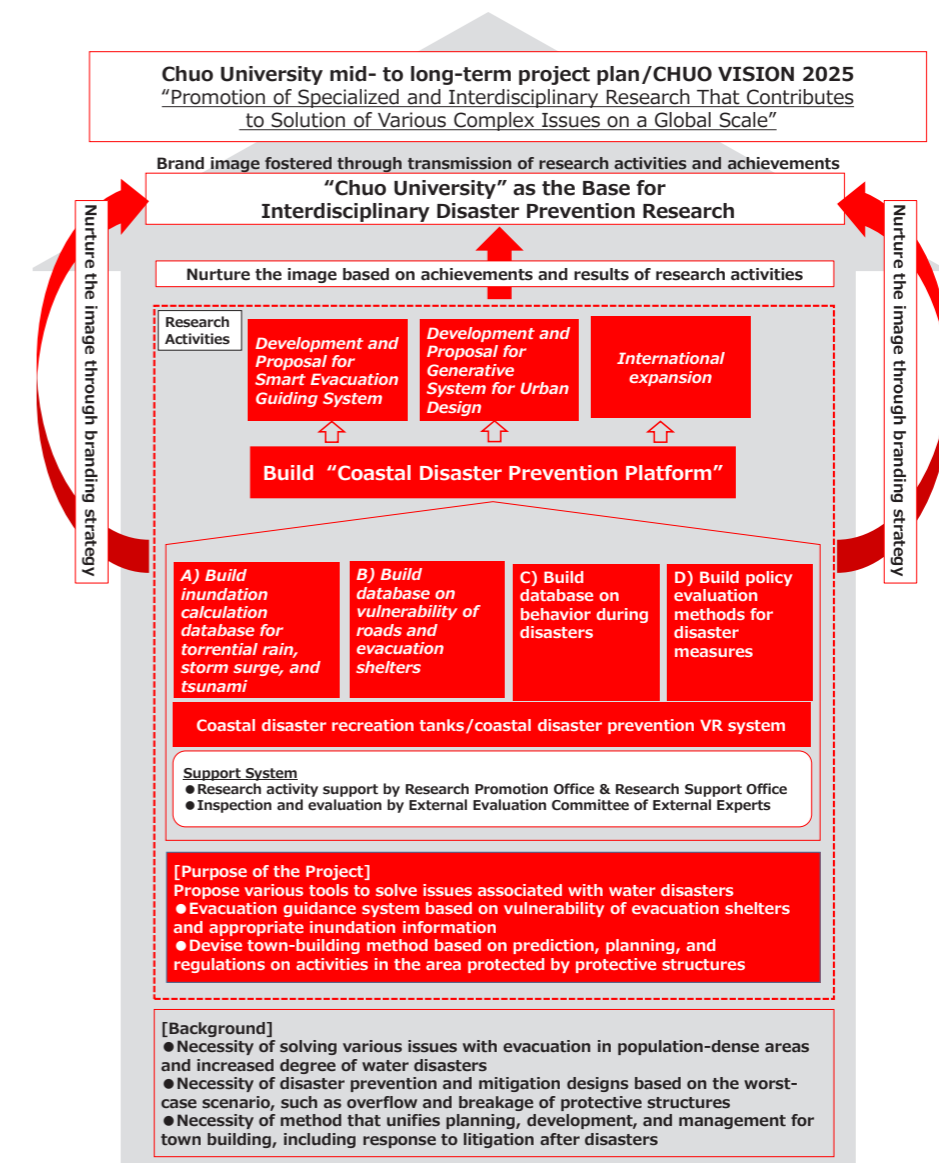 Chuo University mid- to long-term project plan/CHUO VISION 2025
“Promotion of Specialized and Interdisciplinary Research That Contributes
to Solution of Various Complex Issues on a Global Scale”
Brand image fostered through transmission of research activities and achievements
“Chuo University” as the Base for
Interdisciplinary Disaster Prevention Research
Nurture the image through branding strategy
Nurture the image through branding strategy
Nurture the image based on achievements and results of research activities
Research
Activities
Development and
Proposal for
Smart Evacuation
Guiding System
Development and
Proposal for
Generative
System for Urban
Design
International
expansion
Build “Coastal Disaster Prevention Platform”
A) Build
inundation
calculation
database for
torrential rain,
storm surge, and
tsunami
B) Build
database on
vulnerability of
roads and
evacuation
shelters
C) Build
database on
behavior during
disasters
D) Build policy
evaluation
methods for
disaster
measures
Coastal disaster recreation tanks/coastal disaster prevention VR system
Support System
●Research activity support by Research Promotion Office & Research Support Office
●Inspection and evaluation by External Evaluation Committee of External Experts
[Purpose of the Project]
Propose various tools to solve issues associated with water disasters
●Evacuation guidance system based on vulnerability of evacuation shelters
and appropriate inundation information
●Devise town-building method based on prediction, planning, and
regulations on activities in the area protected by protective structures
[Background]
●Necessity of solving various issues with evacuation in population-dense areas
and increased degree of water disasters
●Necessity of disaster prevention and mitigation designs based on the worst-
case scenario, such as overflow and breakage of protective structures
●Necessity of method that unifies planning, development, and management for
town building, including response to litigation after disasters